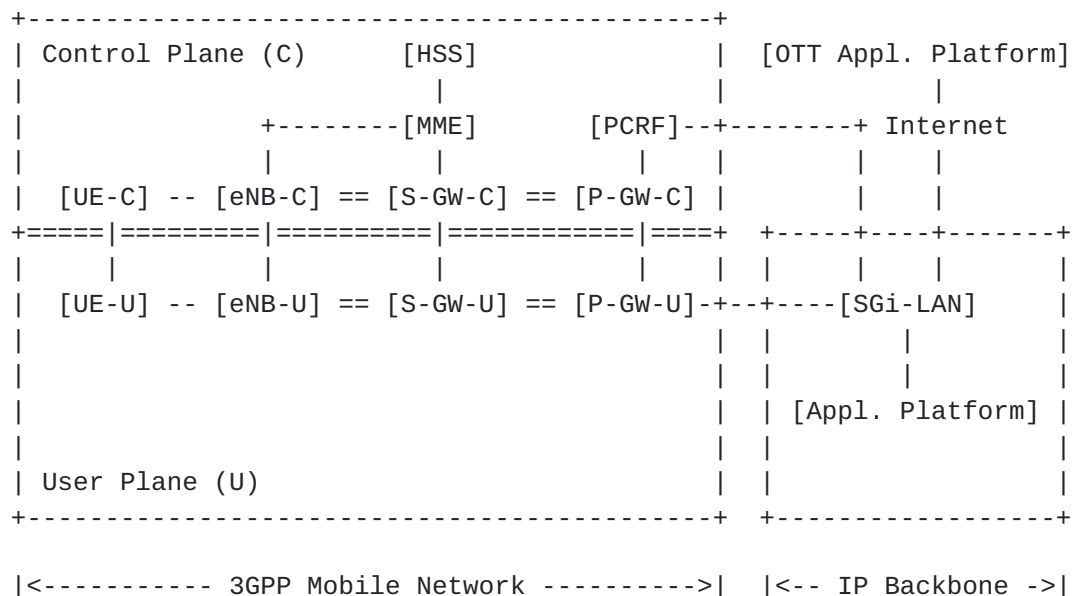 +--------------------------------------------+
| Control Plane (C)      [HSS]               |  [OTT Appl. Platform]
|                          |                 |             |
|               +--------[MME]       [PCRF]--+--------+ Internet
|               |          |            |    |        |    |
|  [UE-C] -- [eNB-C] == [S-GW-C] == [P-GW-C] |        |    |
+=====|=========|==========|============|====+  +-----+----+-------+
|     |         |          |            |    |  |     |    |       |
|  [UE-U] -- [eNB-U] == [S-GW-U] == [P-GW-U]-+--+----[SGi-LAN]     |
|                                            |  |        |         |
|                                            |  |        |         |
|                                            |  | [Appl. Platform] |
|                                            |  |                  |
| User Plane (U)                             |  |                  |
+--------------------------------------------+  +------------------+
|<----------- 3GPP Mobile Network ---------->|  |<-- IP Backbone ->|